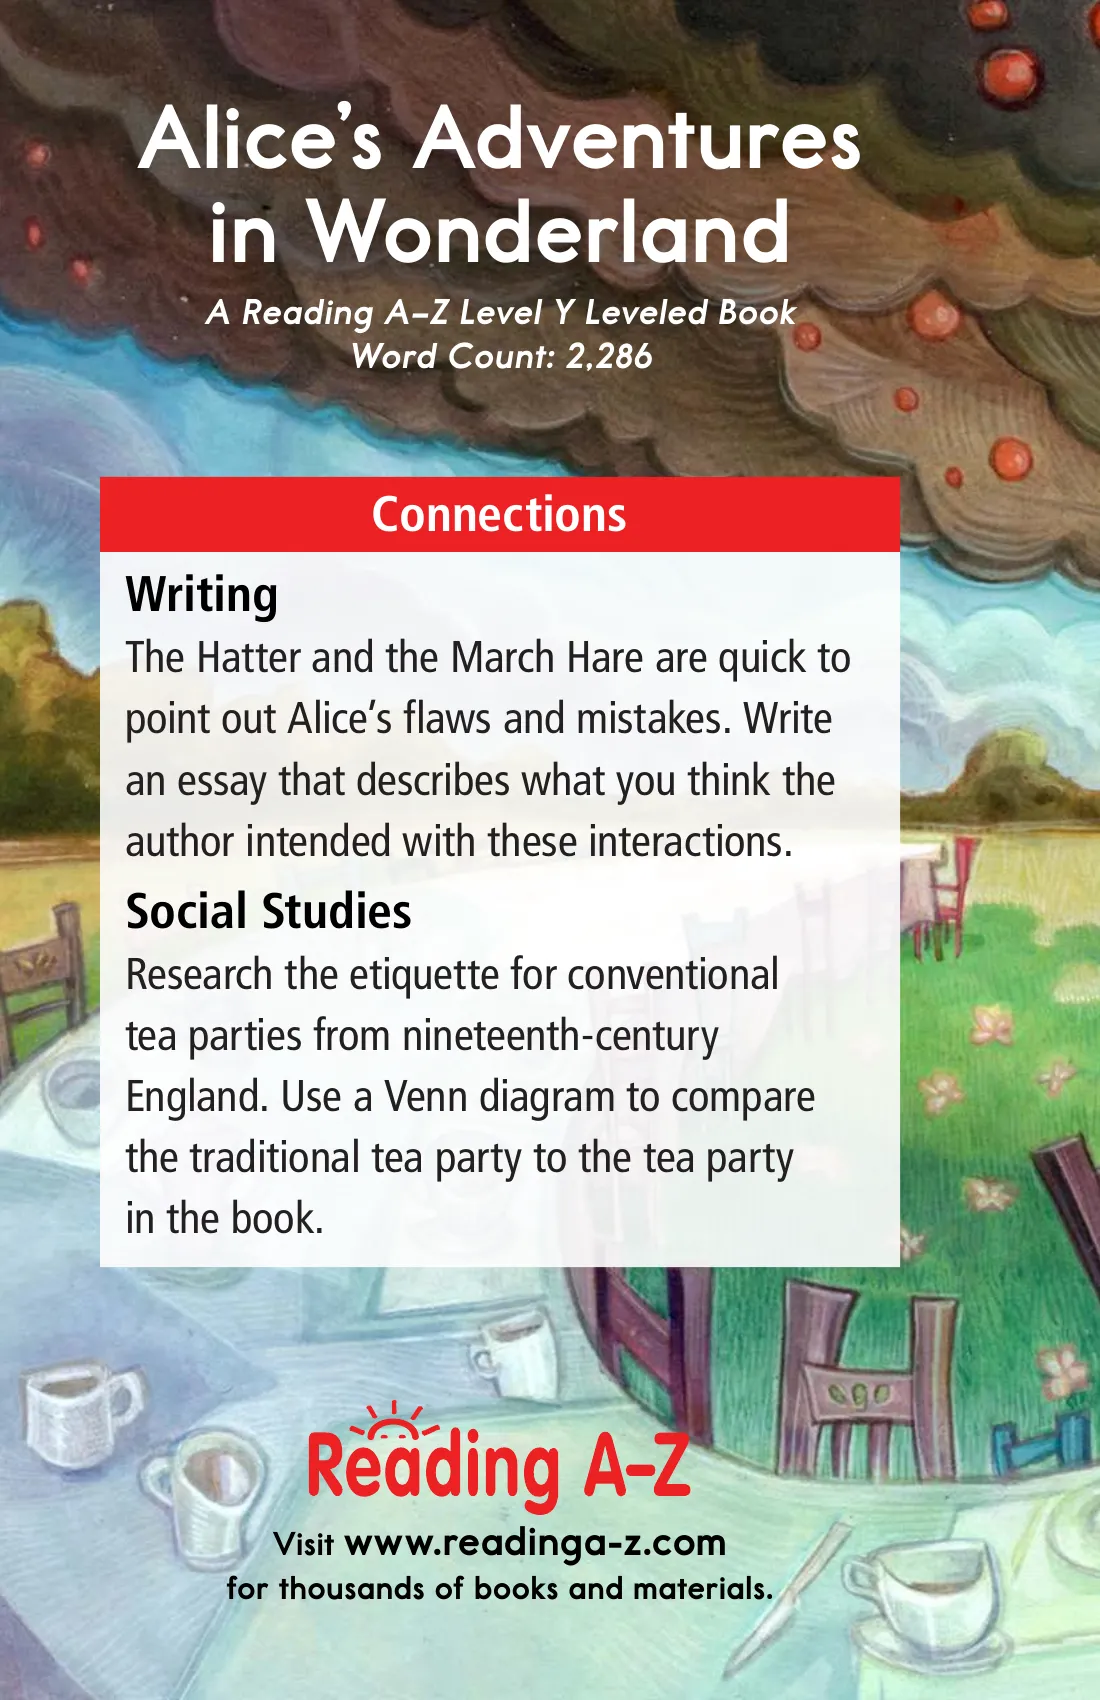 Alice’s Adventures
in Wonderland
A Reading A–Z Level Y Leveled Book
Word Count: 2,286
Connections
Writing
The Hatter and the March Hare are quick to
point out Alice’s flaws and mistakes. Write
an essay that describes what you think the
author intended with these interactions.
Social Studies
Research the etiquette for conventional
tea parties from nineteenth-century
England. Use a Venn diagram to compare
the traditional tea party to the tea party
in the book.
Reading A–Z
Visit www.readinga-z.com
for thousands of books and materials.